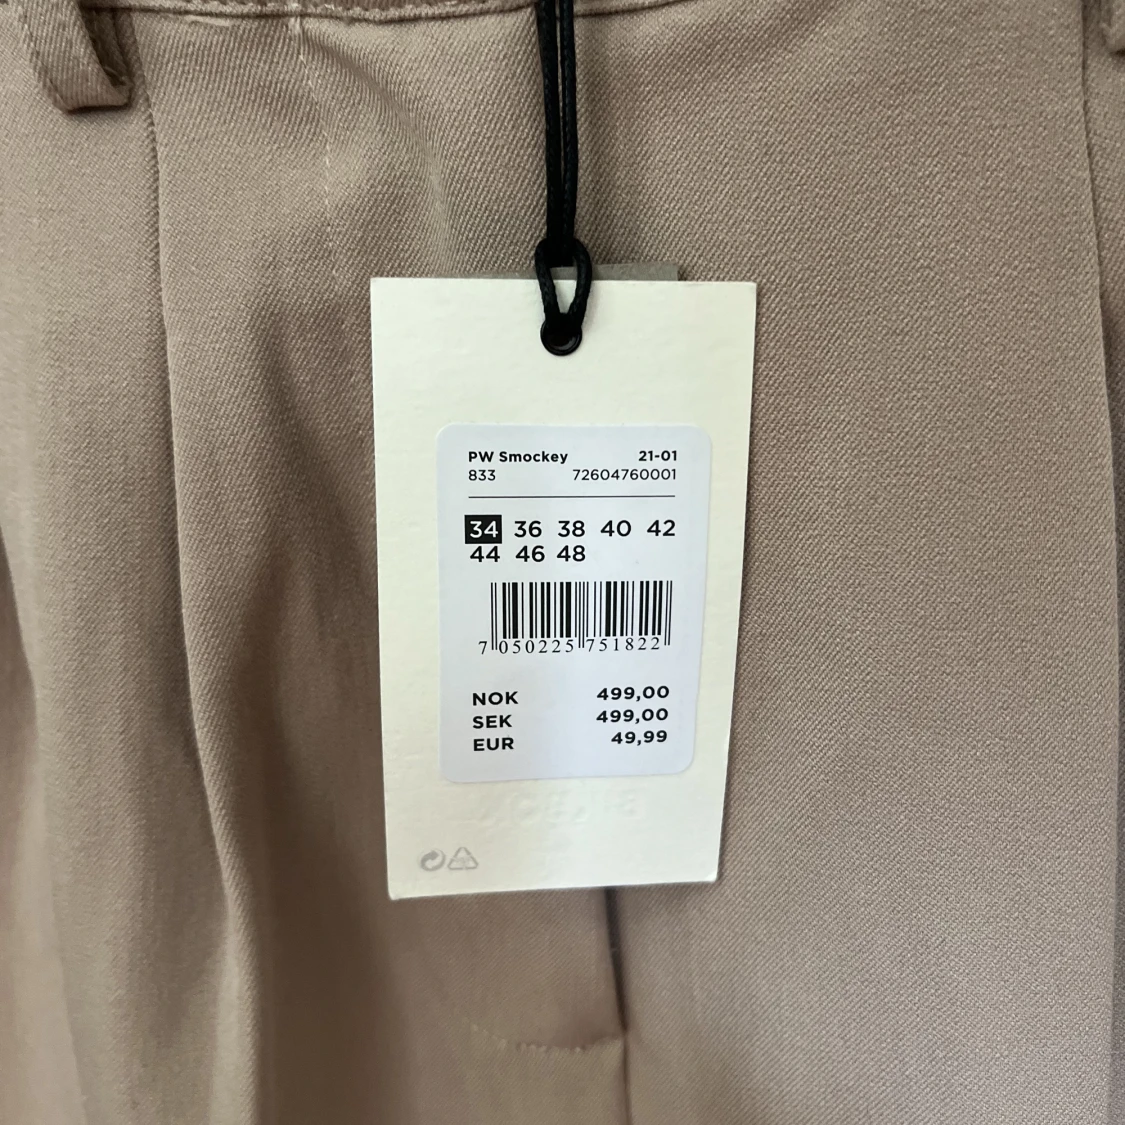 PW Smockey 21-01
833 72604760001
34 36 38 40 42
44 46 48
7 050225 751822
NOK 499,00
SEK 499,00
EUR 49,99